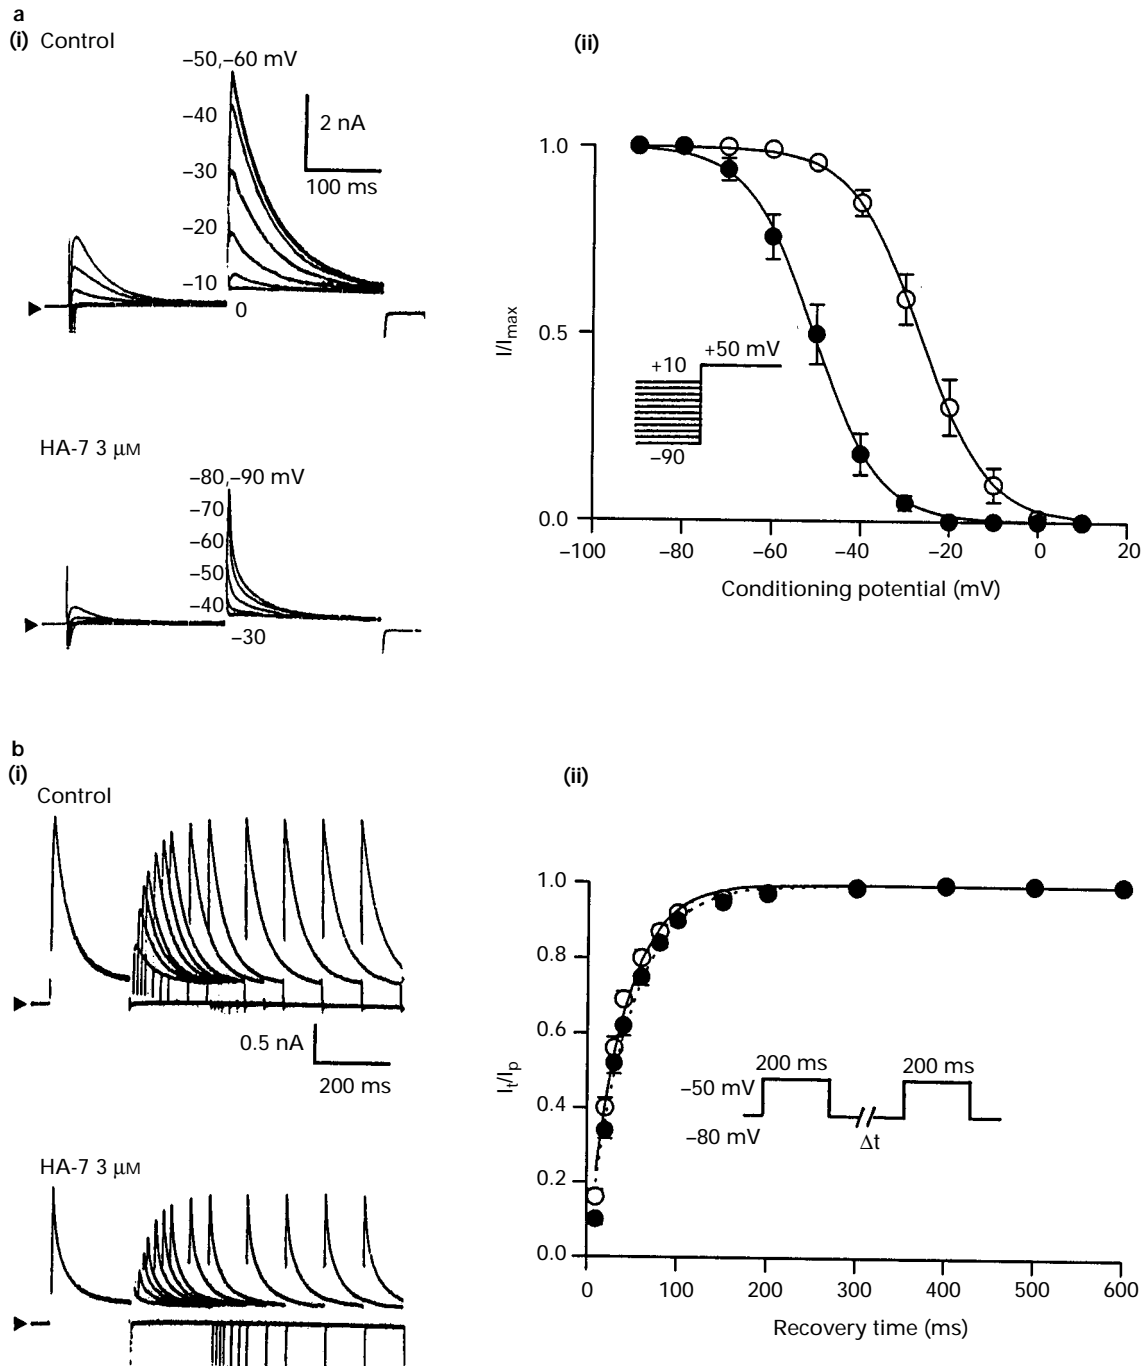 a
(i) Control
−50,−60 mV
−40
−30
−20
−10
0
2 nA
100 ms
HA-7 3 μM
−80,−90 mV
−70
−60
−50
−40
−30
(ii)
I/Imax
1.0
0.5
0.0
+10
+50 mV
−90
−100 −80 −60 −40 −20 0 20
Conditioning potential (mV)
b
(i)
Control
0.5 nA
200 ms
HA-7 3 μM
(ii)
It/Ip
1.0
0.8
0.6
0.4
0.2
0.0
200 ms 200 ms
−50 mV
−80 mV
Δt
0 100 200 300 400 500 600
Recovery time (ms)